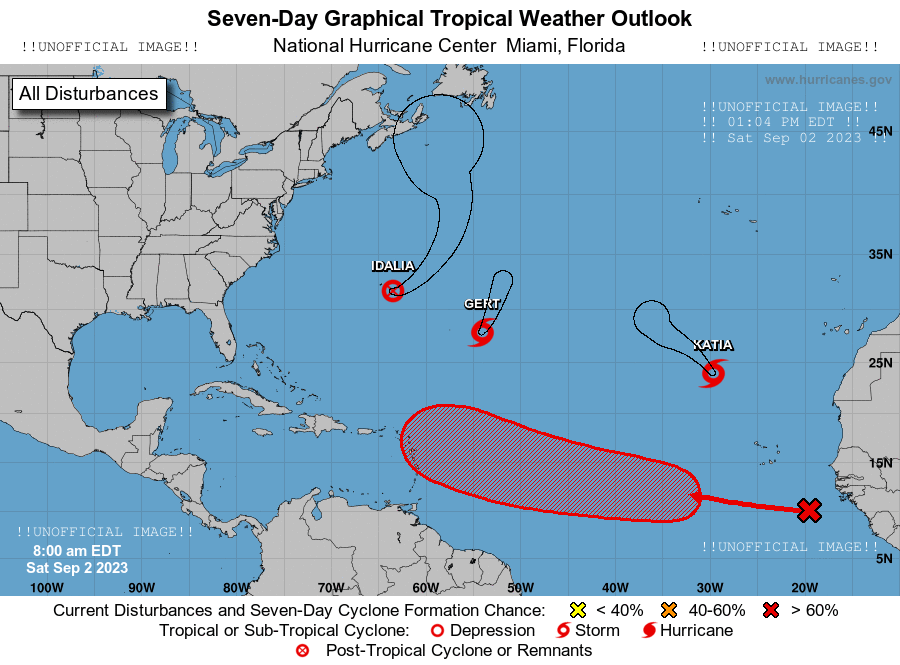 Seven-Day Graphical Tropical Weather Outlook
!!UNOFFICIAL IMAGE!!
National Hurricane Center Miami, Florida
!!UNOFFICIAL IMAGE!!
www.hurricanes.gov
All Disturbances
!!UNOFFICIAL IMAGE!!
!! 01:04 PM EDT !!
45N
!! Sat Sep 02 2023 !!
35N
IDALIA
GERT
KATIA
25N
15N
!!UNOFFICIAL IMAGE!!
8:00 am EDT
Sat Sep 2 2023
!!UNOFFICIAL IMAGE!!
5N
100W 90W 80W 70W 60W 50W 40W 30W 20W
Current Disturbances and Seven-Day Cyclone Formation Chance: < 40% 40-60% > 60%
Tropical or Sub-Tropical Cyclone: Depression Storm Hurricane
Post-Tropical Cyclone or Remnants